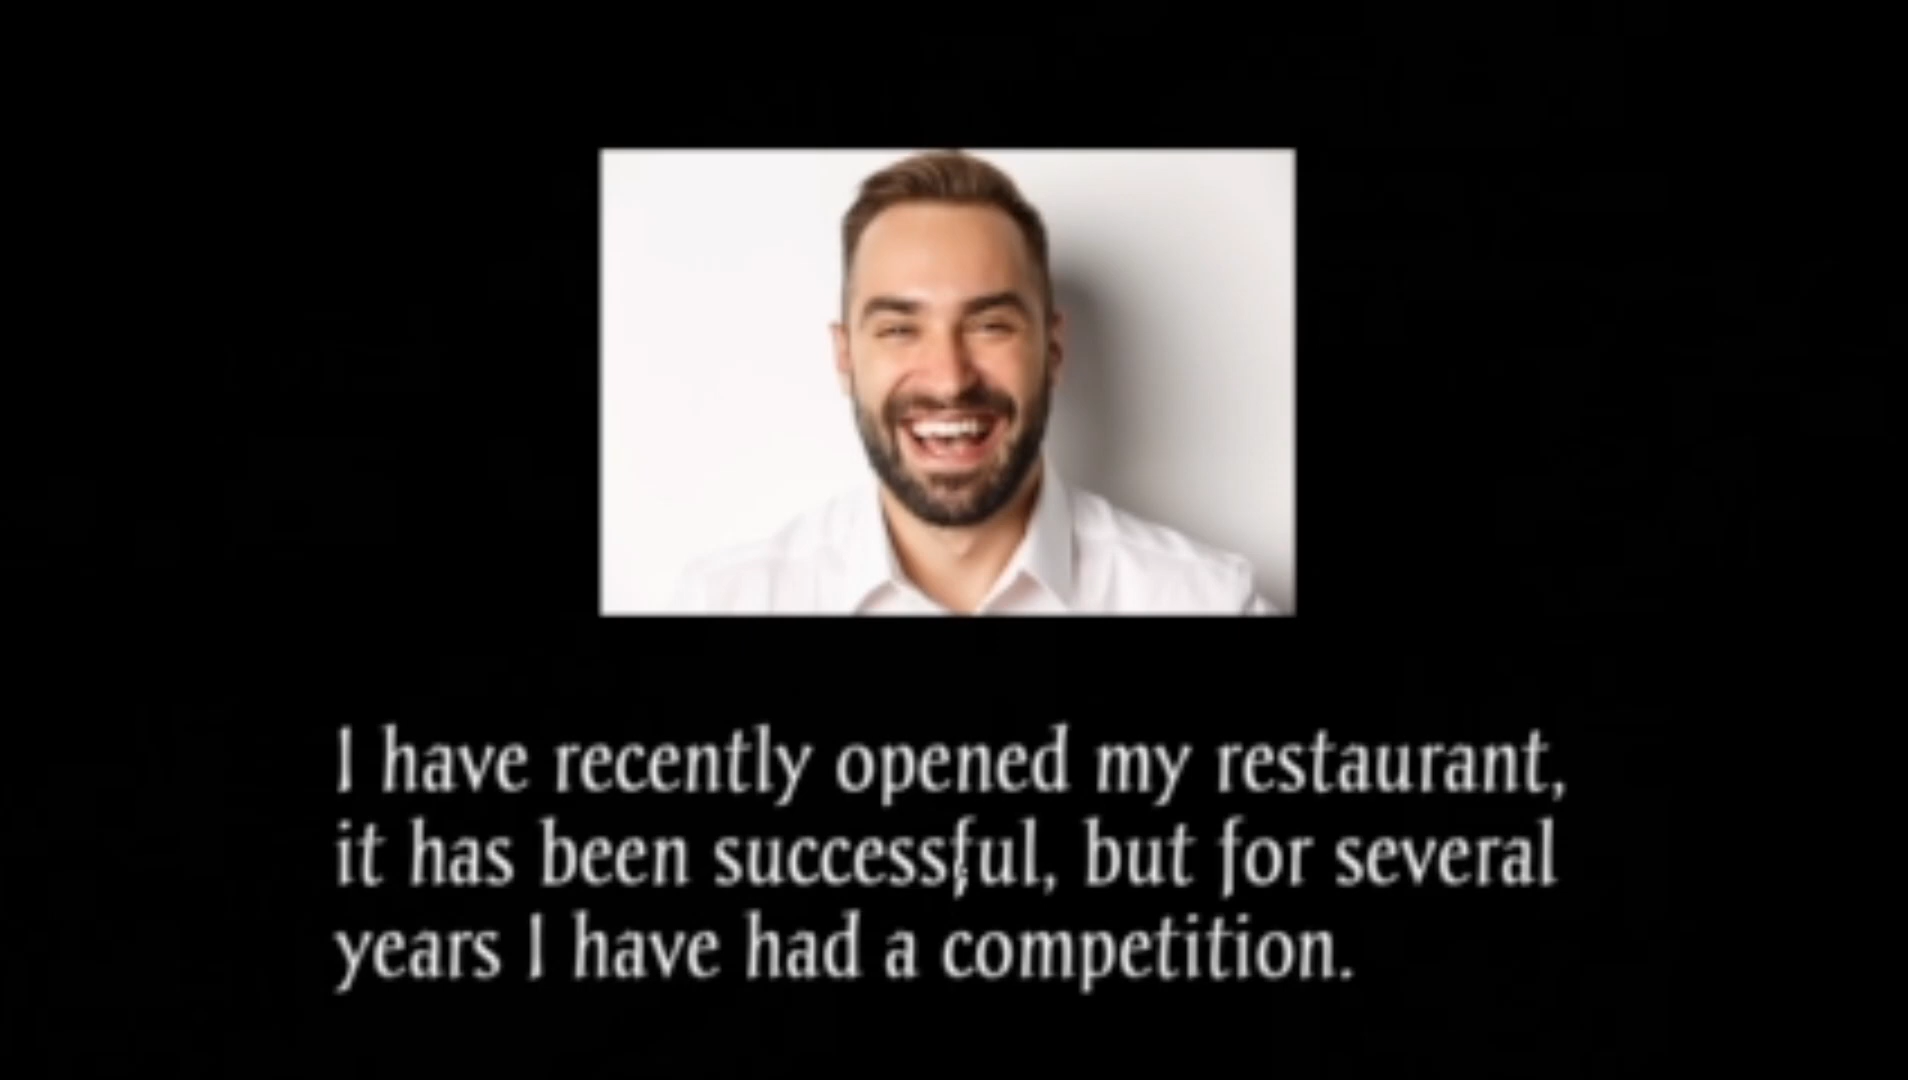 I have recently opened my restaurant,
it has been successful, but for several
years I have had a competition.